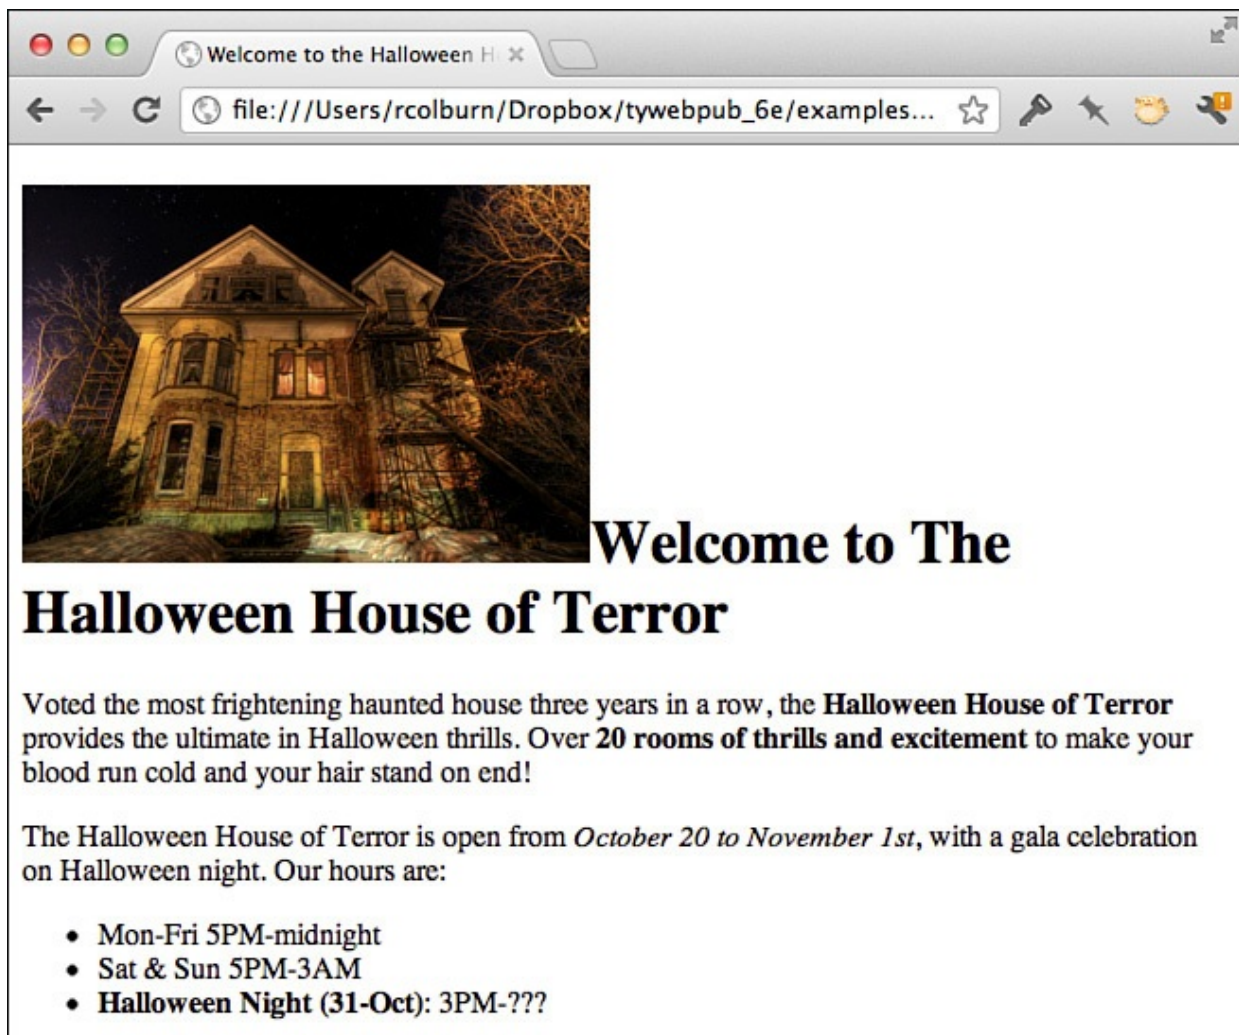 Welcome to the Halloween H
file:///Users/rcolburn/Dropbox/tywebpub_6e/examples...
Welcome to The
Halloween House of Terror
Voted the most frightening haunted house three years in a row, the Halloween House of Terror
provides the ultimate in Halloween thrills. Over 20 rooms of thrills and excitement to make your
blood run cold and your hair stand on end!
The Halloween House of Terror is open from October 20 to November 1st, with a gala celebration
on Halloween night. Our hours are:
• Mon-Fri 5PM-midnight
• Sat & Sun 5PM-3AM
• Halloween Night (31-Oct): 3PM-???